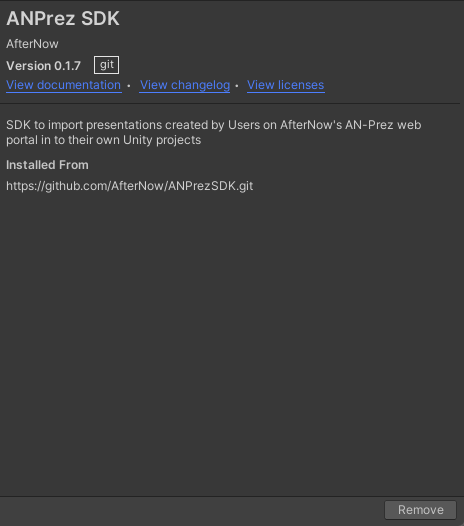 ANPrez SDK
AfterNow
Version 0.1.7 git
View documentation • View changelog • View licenses
SDK to import presentations created by Users on AfterNow's AN-Prez web
portal in to their own Unity projects
Installed From
https://github.com/AfterNow/ANPrezSDK.git
Remove